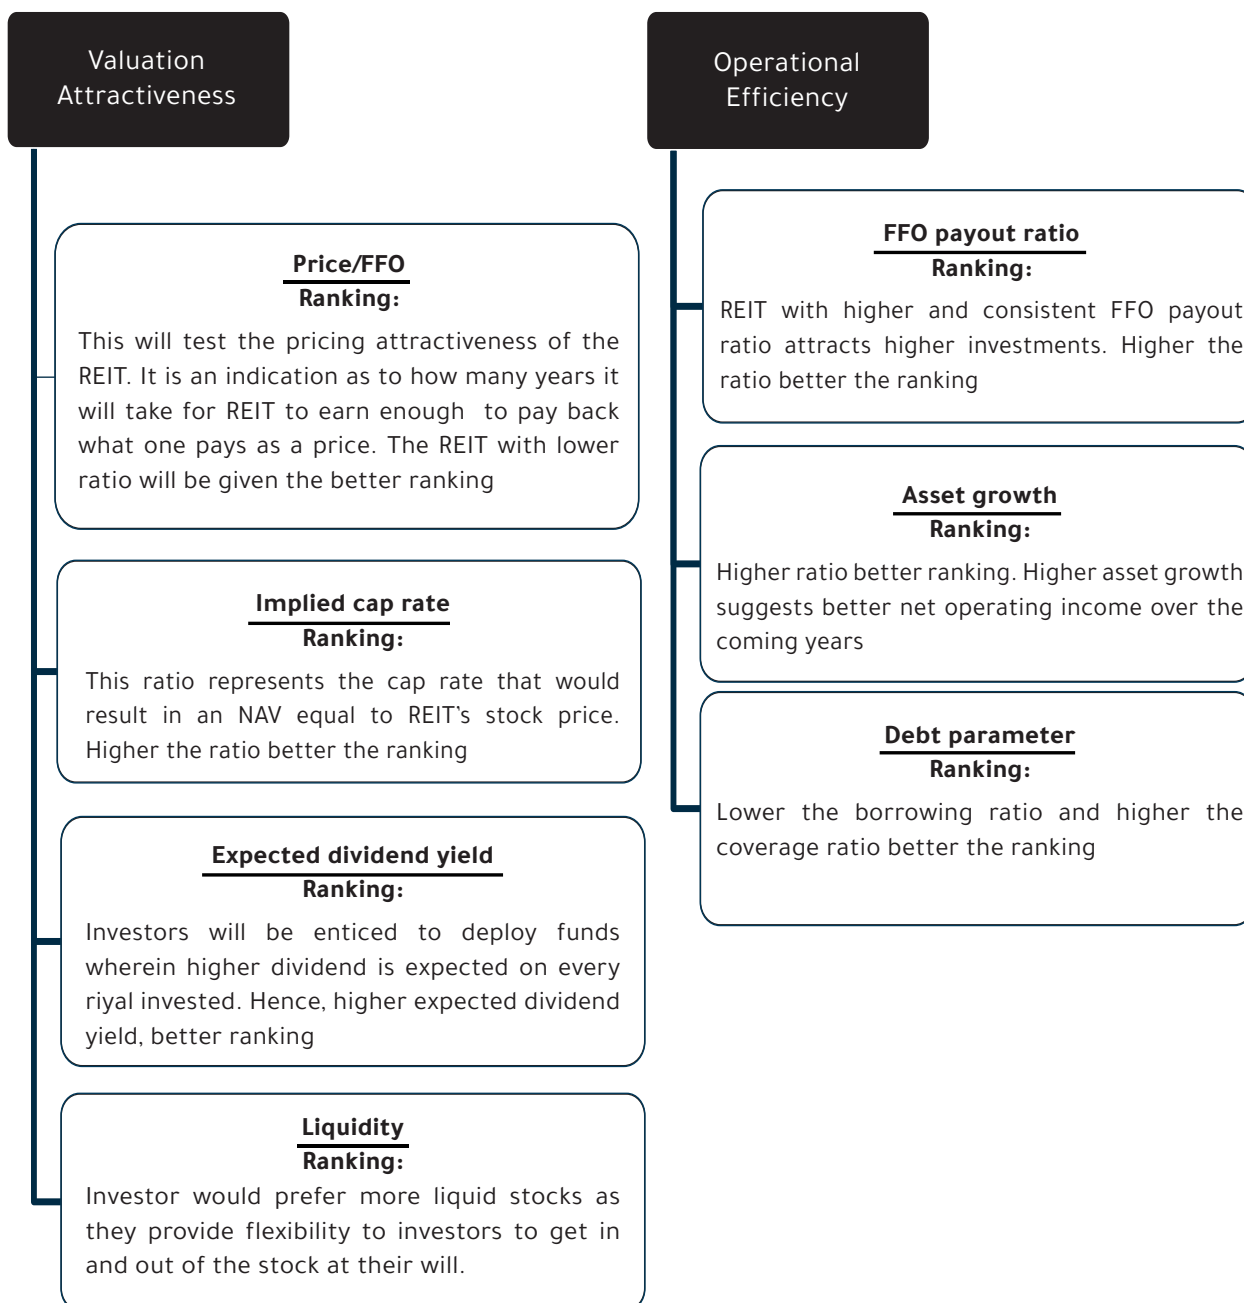 Valuation
Attractiveness
Price/FFO
Ranking:
This will test the pricing attractiveness of the
REIT. It is an indication as to how many years it
will take for REIT to earn enough to pay back
what one pays as a price. The REIT with lower
ratio will be given the better ranking
Implied cap rate
Ranking:
This ratio represents the cap rate that would
result in an NAV equal to REIT’s stock price.
Higher the ratio better the ranking
Expected dividend yield
Ranking:
Investors will be enticed to deploy funds
wherein higher dividend is expected on every
riyal invested. Hence, higher expected dividend
yield, better ranking
Liquidity
Ranking:
Investor would prefer more liquid stocks as
they provide flexibility to investors to get in
and out of the stock at their will.
Operational
Efficiency
FFO payout ratio
Ranking:
REIT with higher and consistent FFO payout
ratio attracts higher investments. Higher the
ratio better the ranking
Asset growth
Ranking:
Higher ratio better ranking. Higher asset growth
suggests better net operating income over the
coming years
Debt parameter
Ranking:
Lower the borrowing ratio and higher the
coverage ratio better the ranking